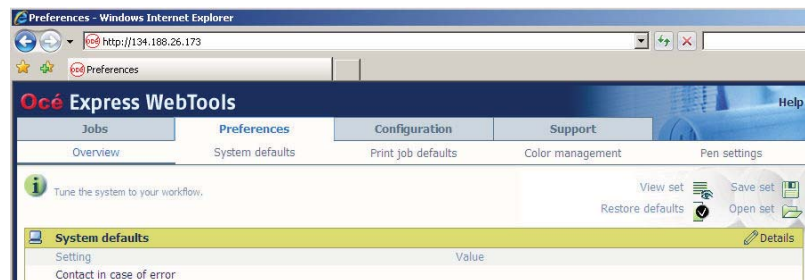 Preferences - Windows Internet Explorer
océ http://134.188.26.173
océ Preferences
Océ Express WebTools Help
Jobs Preferences Configuration Support
Overview System defaults Print job defaults Color management Pen settings
i Tune the system to your workflow. View set Save set
Restore defaults Open set
System defaults Details
Setting Value
Contact in case of error